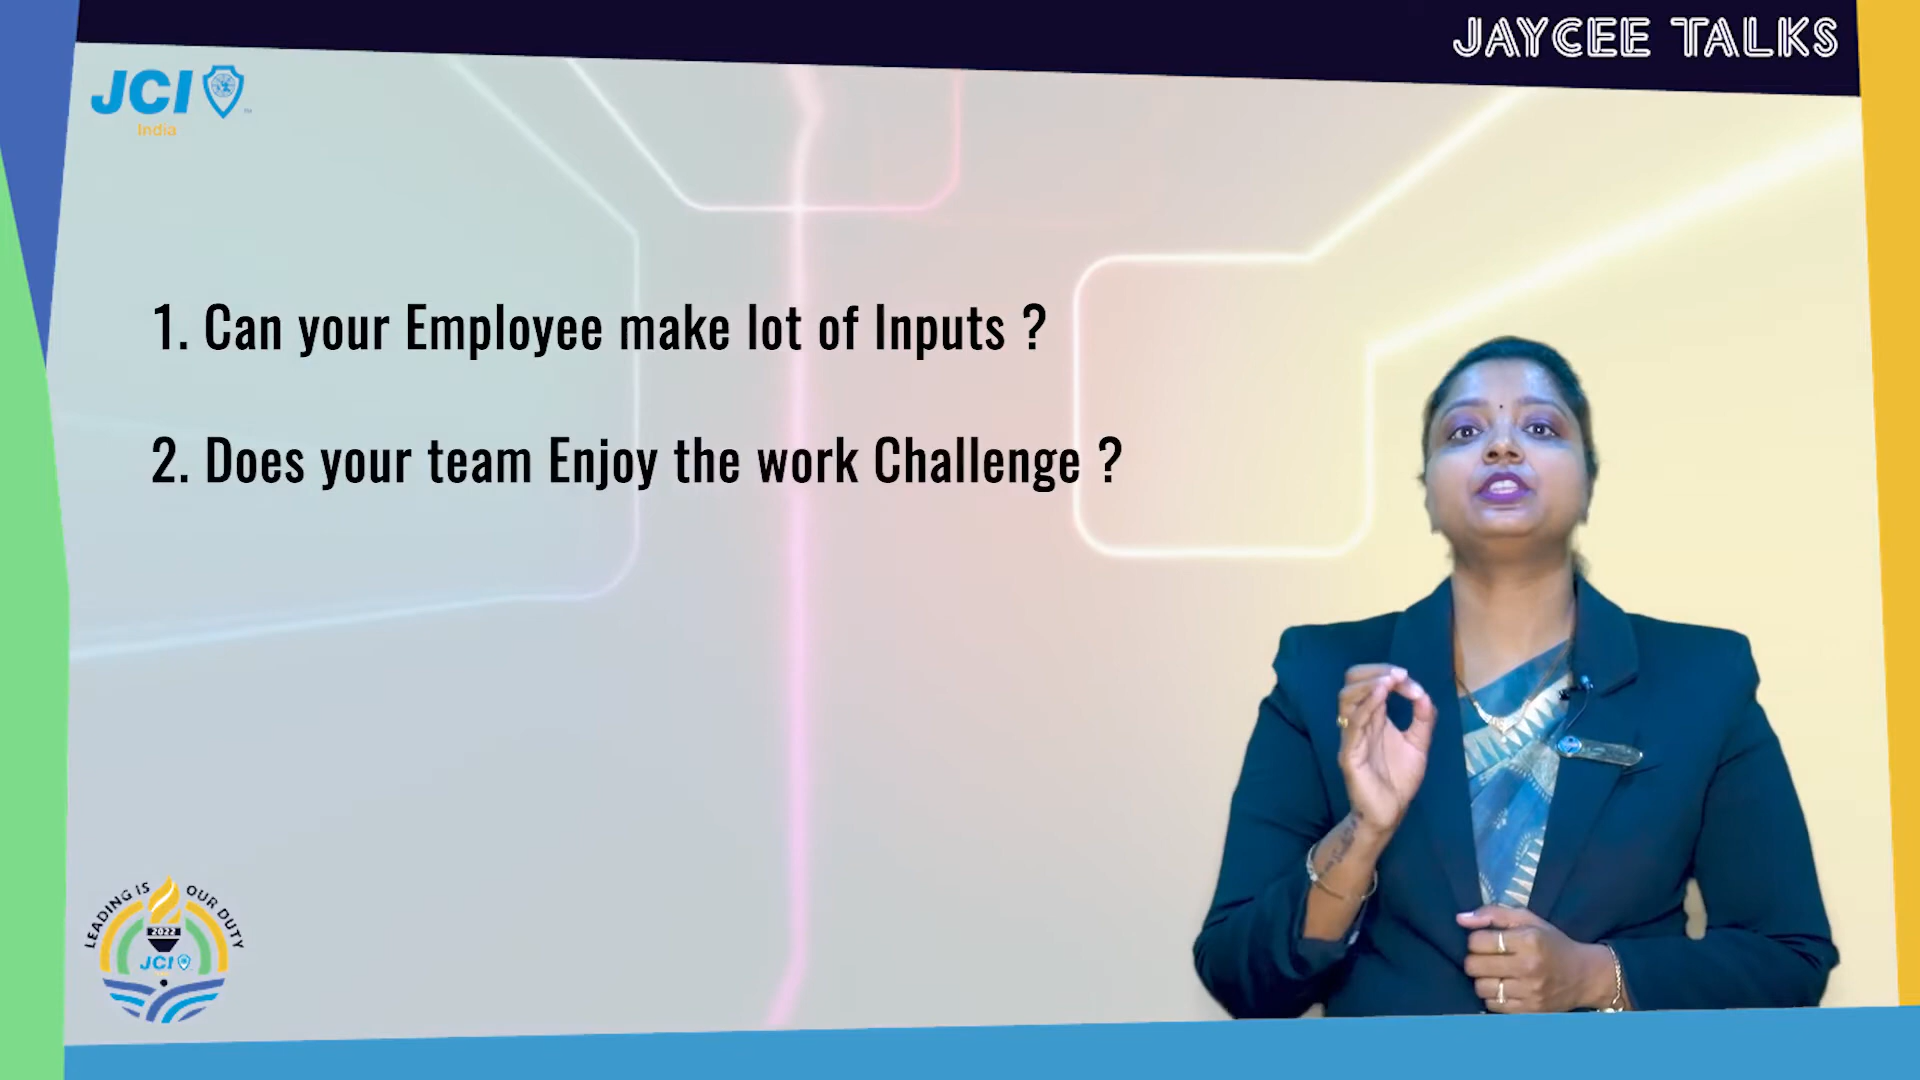 JAYCEE TALKS
JCI
India
1. Can your Employee make lot of Inputs ?
2. Does your team Enjoy the work Challenge ?
LEADING IS OUR DUTY
2022
JCI